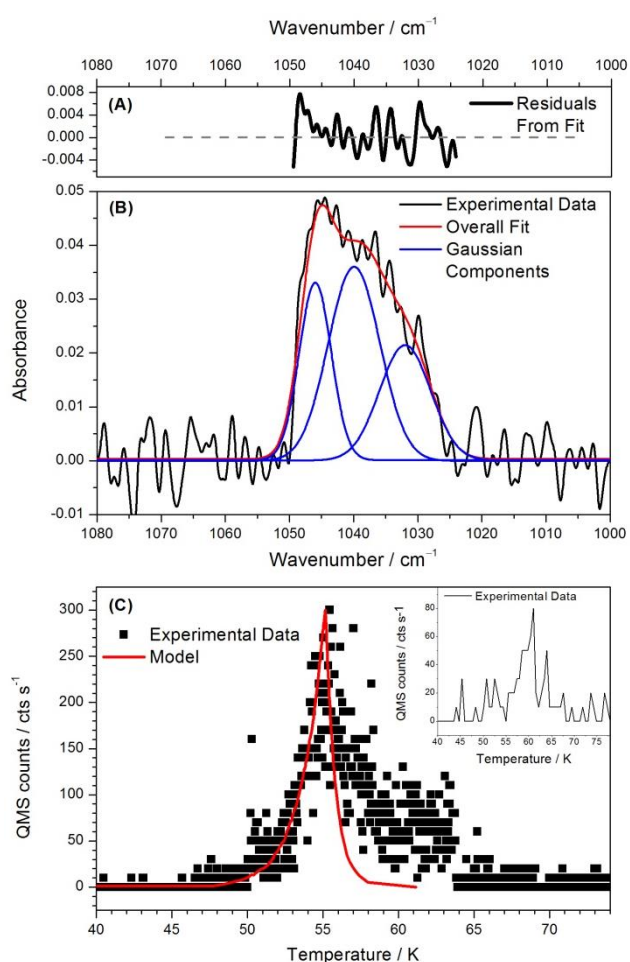 Wavenumber / cm⁻¹
1080 1070 1060 1050 1040 1030 1020 1010 1000
(A)
0.008
0.004
0.000
-0.004
Residuals
From Fit
(B)
0.05
0.04
0.03
0.02
0.01
0.00
-0.01
Absorbance
Experimental Data
Overall Fit
Gaussian
Components
1080 1070 1060 1050 1040 1030 1020 1010 1000
Wavenumber / cm⁻¹
(C)
300
250
200
150
100
50
0
QMS counts / cts s⁻¹
Experimental Data
Model
Experimental Data
80
60
40
20
0
QMS counts / cts s⁻¹
40 45 50 55 60 65 70 75
Temperature / K
40 45 50 55 60 65 70
Temperature / K